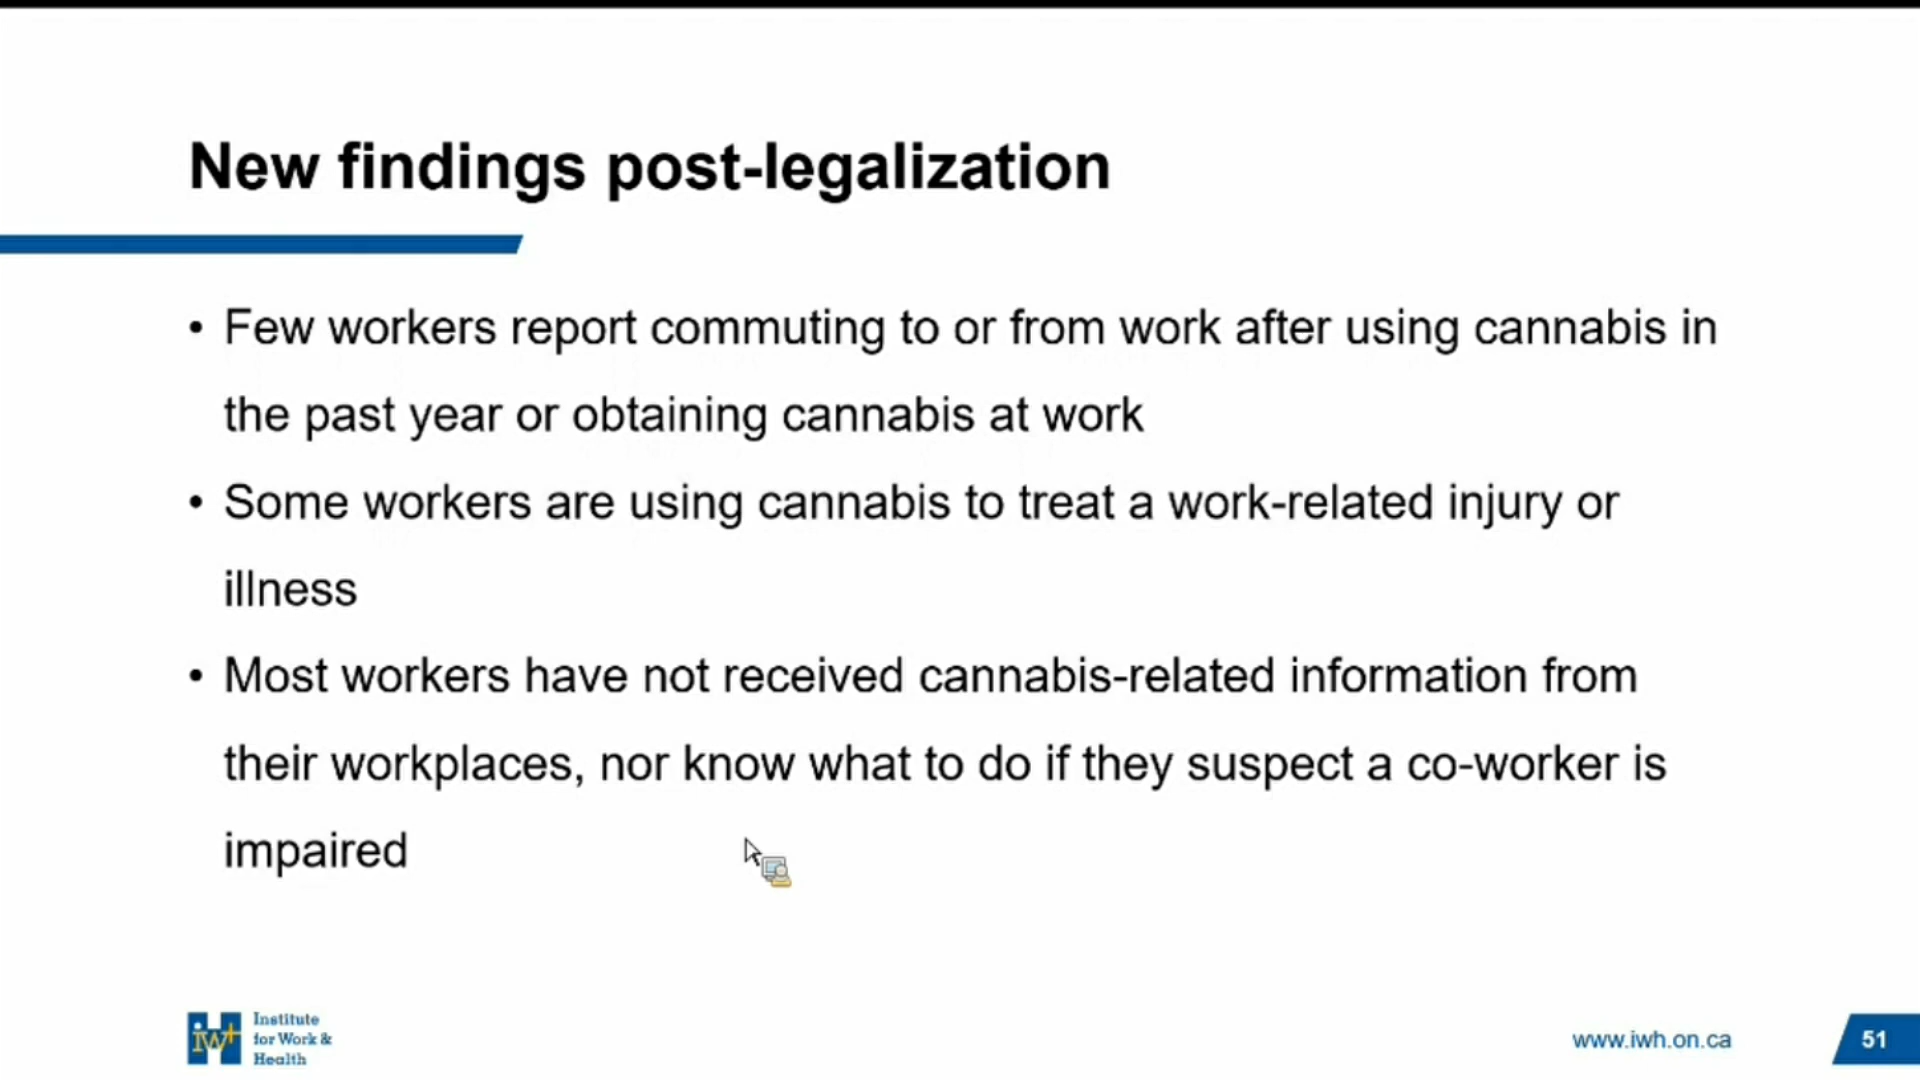 New findings post-legalization
• Few workers report commuting to or from work after using cannabis in
the past year or obtaining cannabis at work
• Some workers are using cannabis to treat a work-related injury or
illness
• Most workers have not received cannabis-related information from
their workplaces, nor know what to do if they suspect a co-worker is
impaired
iwh
Institute
for Work &
Health
www.iwh.on.ca
51